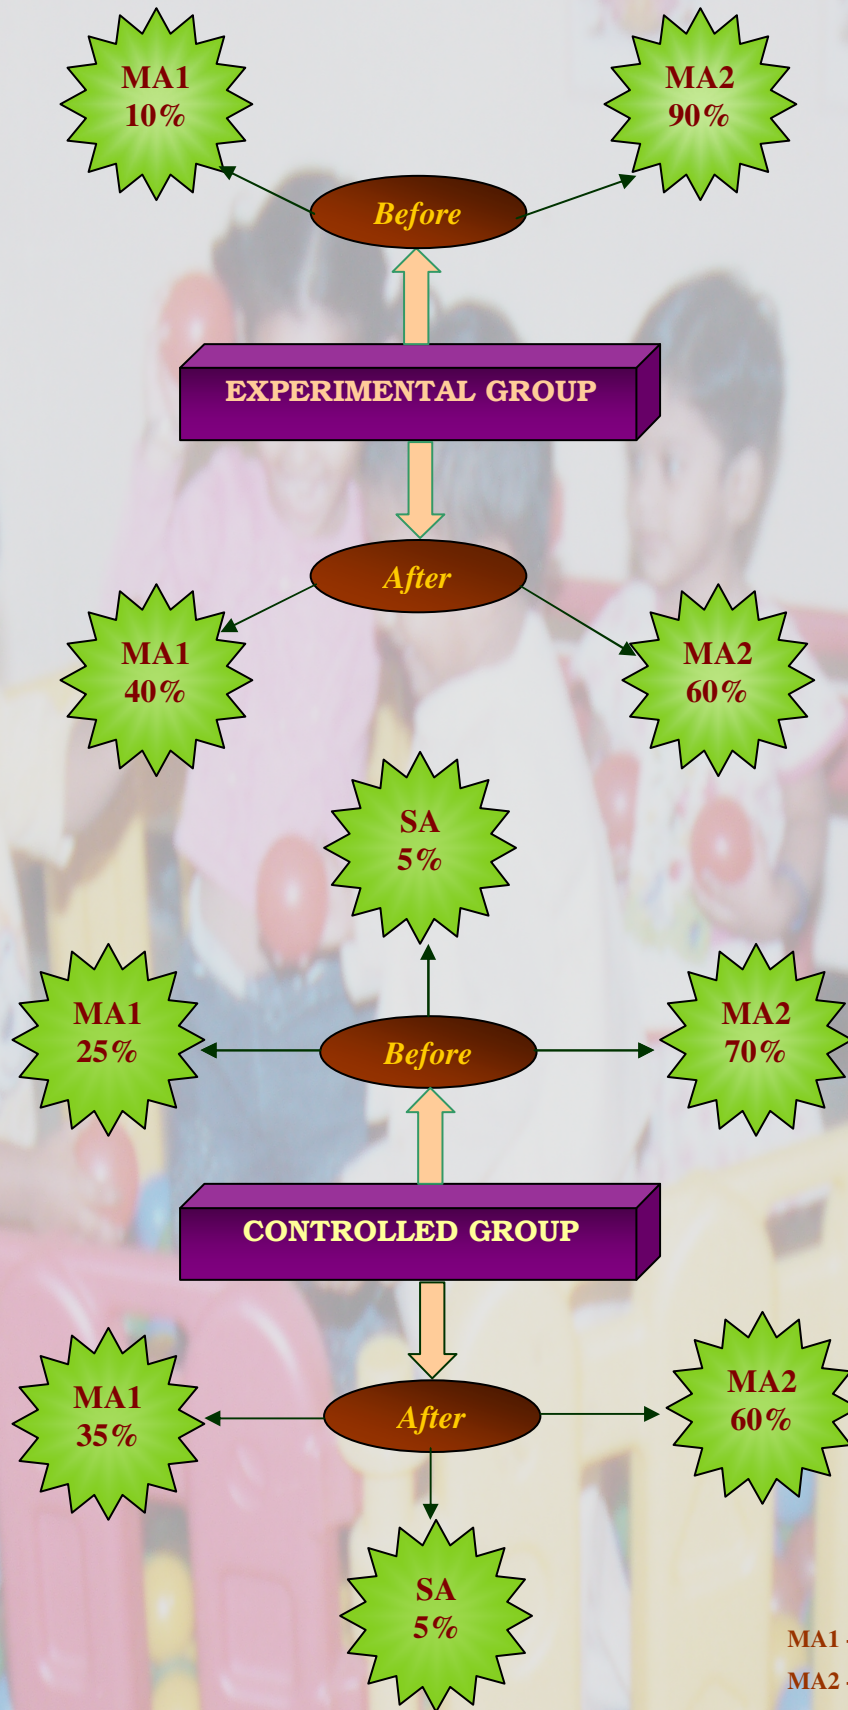 MA1
10%
MA2
90%
Before
EXPERIMENTAL GROUP
After
MA1
40%
MA2
60%
SA
5%
MA1
25%
Before
MA2
70%
CONTROLLED GROUP
MA1
35%
After
MA2
60%
SA
5%
MA1 -
MA2 -